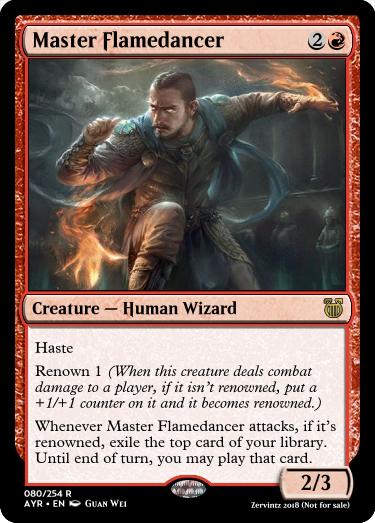 Master Flamedancer 2
Creature — Human Wizard
Haste
Renown 1 (When this creature deals combat
damage to a player, if it isn't renowned, put a
+1/+1 counter on it and it becomes renowned.)
Whenever Master Flamedancer attacks, if it's
renowned, exile the top card of your library.
Until end of turn, you may play that card.
2/3
080/254 R
AYR • EN Guan Wei
Zervintz 2018 (Not for sale)